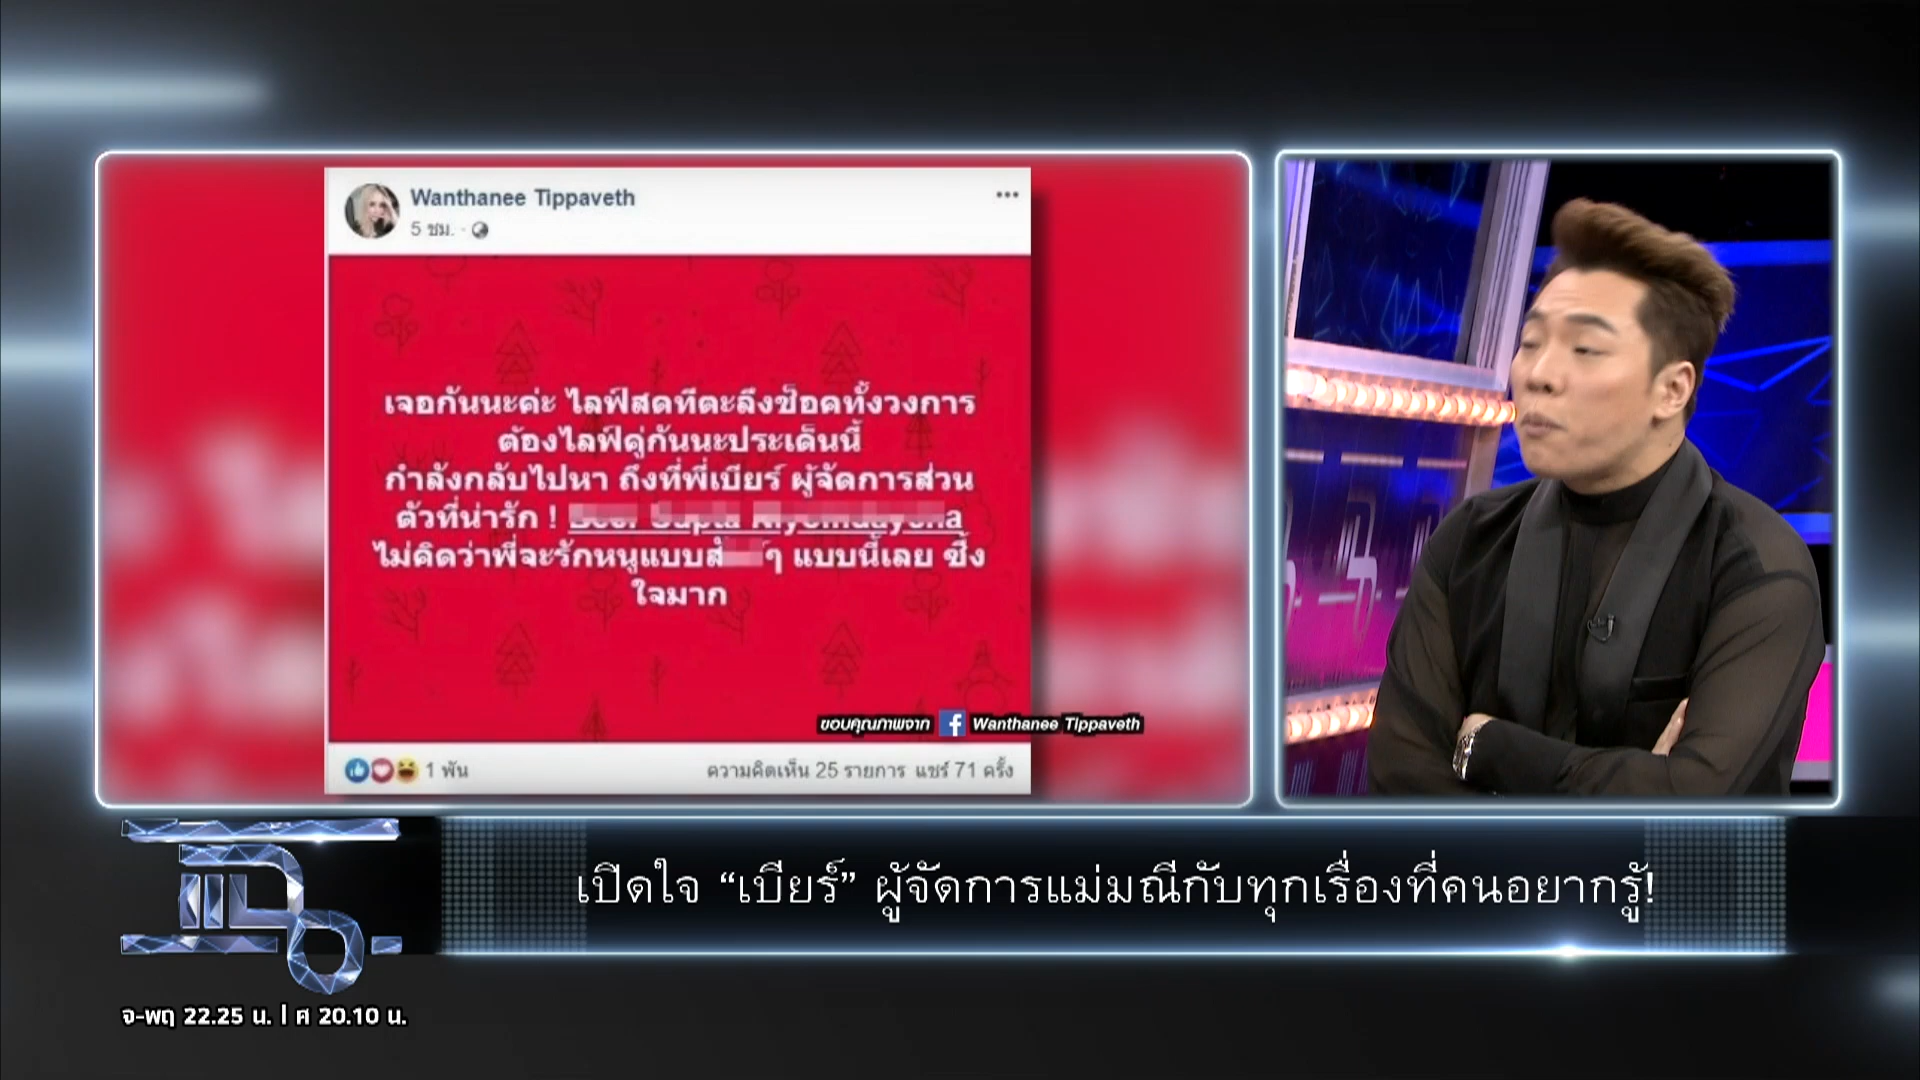 Wanthanee Tippaveth
5 ชม. ·
เจอกันนะค่ะ ไลฟ์สดทีตะลึงช็อคทั้งวงการ
ต้องไลฟ์คู่กันนะประเด็นนี้
กำลังกลับไปหา ถึงที่พี่เบียร์ ผู้จัดการส่วน
ตัวที่น่ารัก !
ไม่คิดว่าพี่จะรักหนูแบบ ๆ แบบนี้เลย ซึ้ง
ใจมาก
ขอบคุณภาพจาก f Wanthanee Tippaveth
1 พัน
ความคิดเห็น 25 รายการ แชร์ 71 ครั้ง
แฉ.
เปิดใจ “เบียร์” ผู้จัดการแม่มณีกับทุกเรื่องที่คนอยากรู้!
จ-พฤ 22.25 น. | ศ 20.10 น.